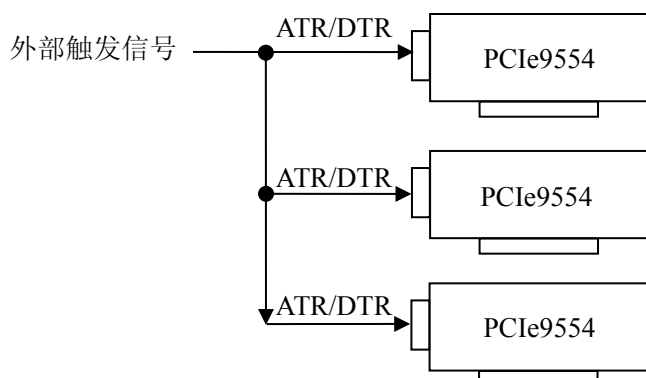 外部触发信号
ATR/DTR
PCIe9554
ATR/DTR
PCIe9554
ATR/DTR
PCIe9554